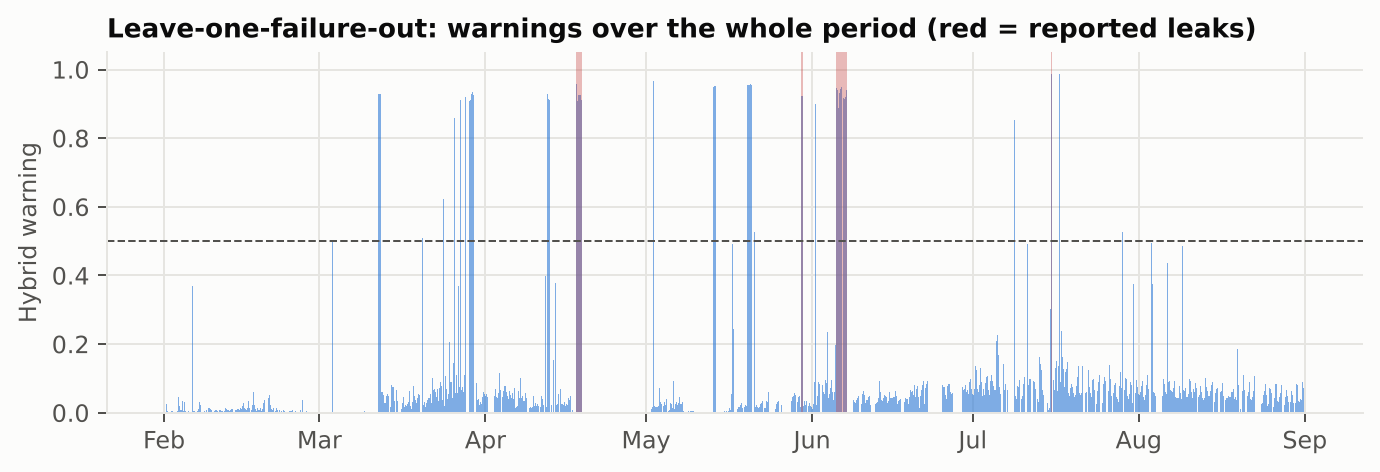 Leave-one-failure-out: warnings over the whole period (red = reported leaks)
Hybrid warning
1.0
0.8
0.6
0.4
0.2
0.0
Feb Mar Apr May Jun Jul Aug Sep